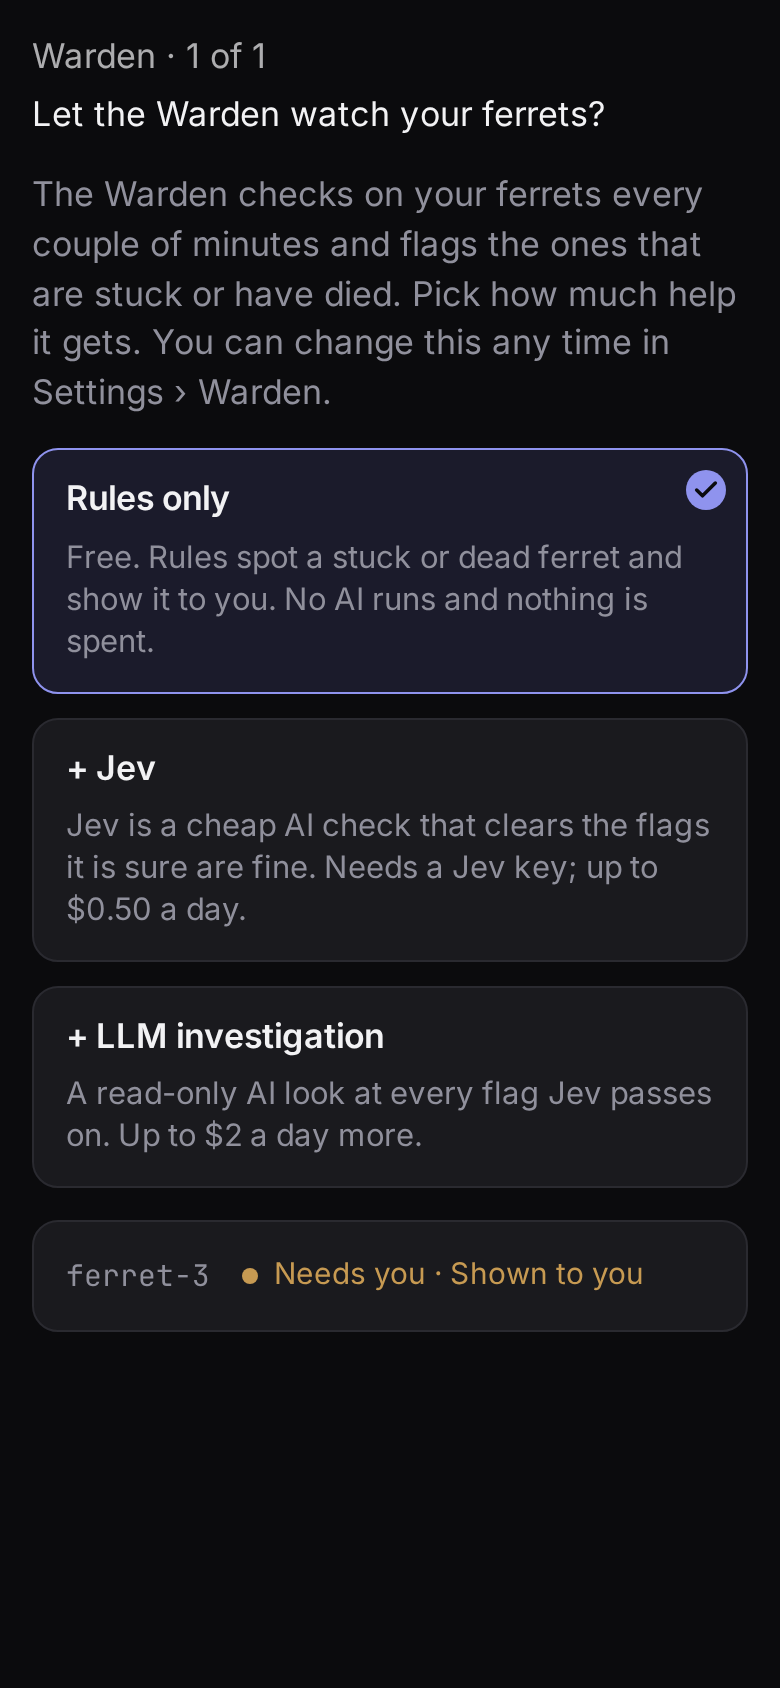 Warden · 1 of 1
Let the Warden watch your ferrets?
The Warden checks on your ferrets every
couple of minutes and flags the ones that
are stuck or have died. Pick how much help
it gets. You can change this any time in
Settings › Warden.
Rules only
Free. Rules spot a stuck or dead ferret and
show it to you. No AI runs and nothing is
spent.
+ Jev
Jev is a cheap AI check that clears the flags
it is sure are fine. Needs a Jev key; up to
$0.50 a day.
+ LLM investigation
A read-only AI look at every flag Jev passes
on. Up to $2 a day more.
ferret-3 ● Needs you · Shown to you